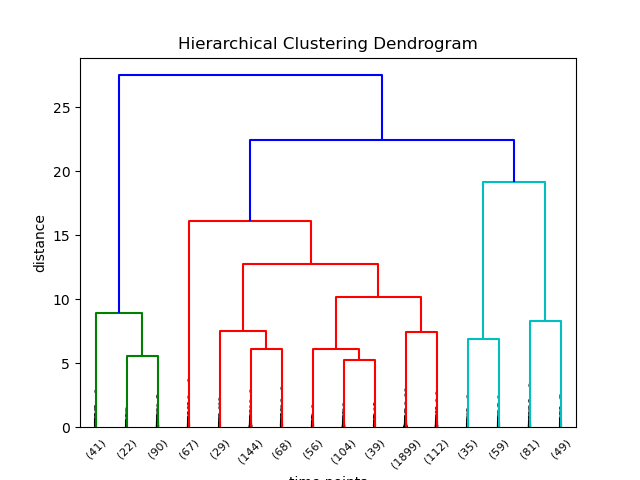 Hierarchical Clustering Dendrogram
25
20
15
10
5
0
distance
(41) (22) (90) (67) (29) (144) (68) (56) (104) (39) (1899) (112) (35) (59) (81) (49)
time points